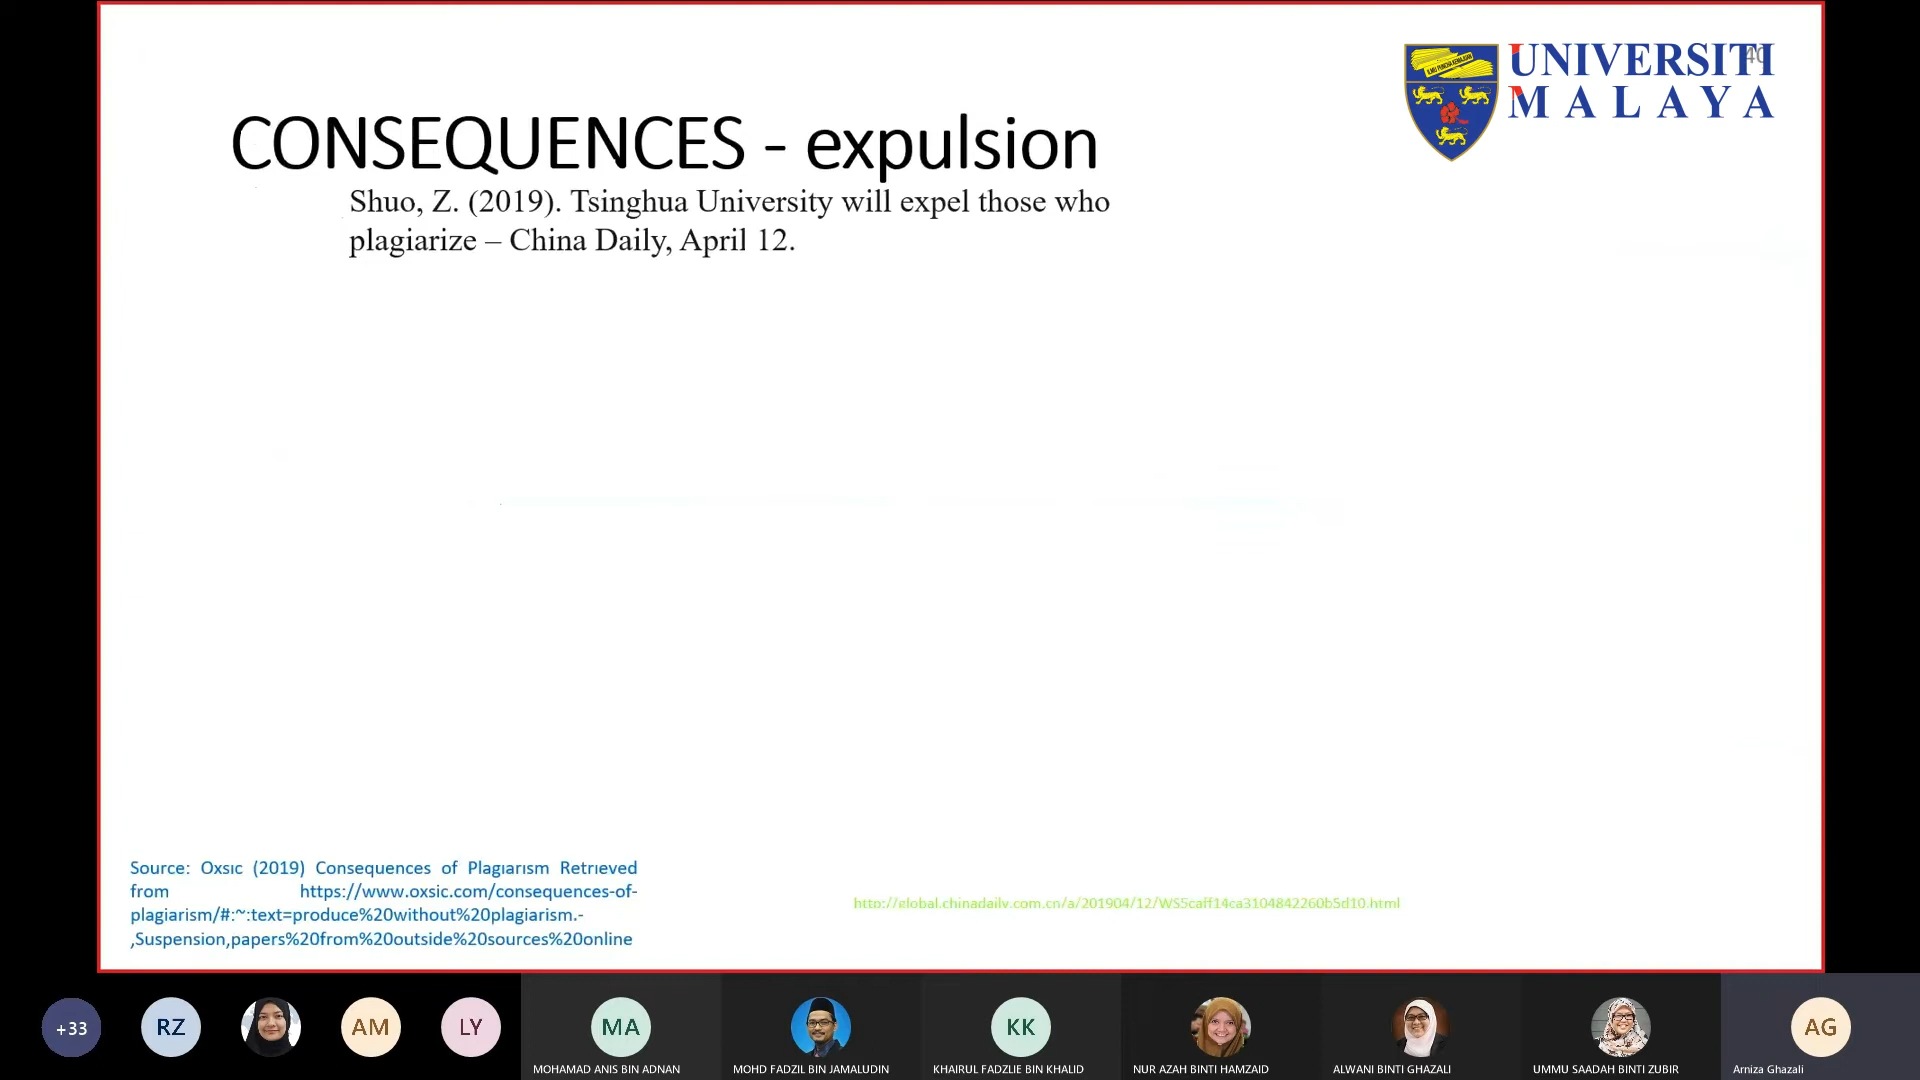 40
UNIVERSITI
MALAYA
CONSEQUENCES - expulsion
Shuo, Z. (2019). Tsinghua University will expel those who
plagiarize – China Daily, April 12.
Source: Oxsic (2019) Consequences of Plagiarism Retrieved
from https://www.oxsic.com/consequences-of-
plagiarism/#:~:text=produce%20without%20plagiarism.-
,Suspension,papers%20from%20outside%20sources%20online
http://global.chinadaily.com.cn/a/201904/12/WS5caff14ca3104842260b5d10.html
+33
RZ
AM
LY
MA
KK
AG
MOHAMAD ANIS BIN ADNAN
MOHD FADZIL BIN JAMALUDIN
KHAIRUL FADZLIE BIN KHALID
NUR AZAH BINTI HAMZAID
ALWANI BINTI GHAZALI
UMMU SAADAH BINTI ZUBIR
Arniza Ghazali